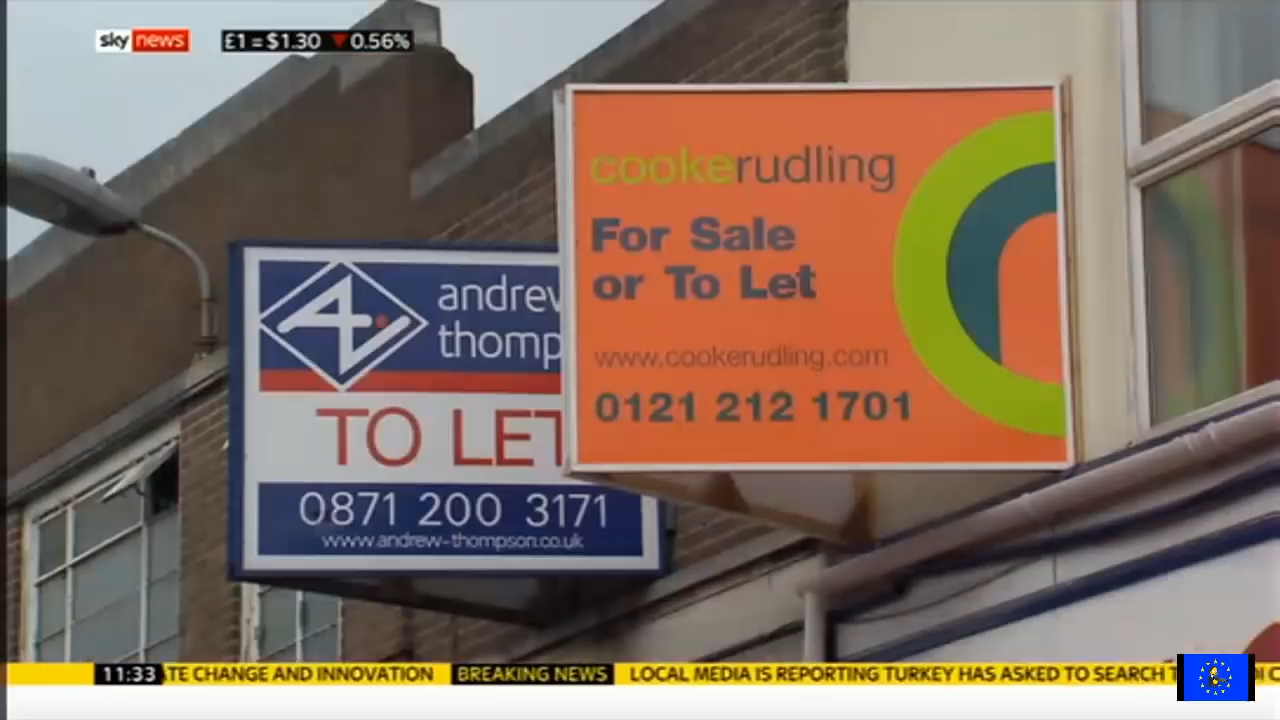 sky news
£1 = $1.30 0.56%
cookerudling
For Sale
or To Let
www.cookerudling.com
0121 212 1701
andrew
thomp
TO LET
0871 200 3171
www.andrew-thompson.co.uk
11:33 ATE CHANGE AND INNOVATION BREAKING NEWS LOCAL MEDIA IS REPORTING TURKEY HAS ASKED TO SEARCH